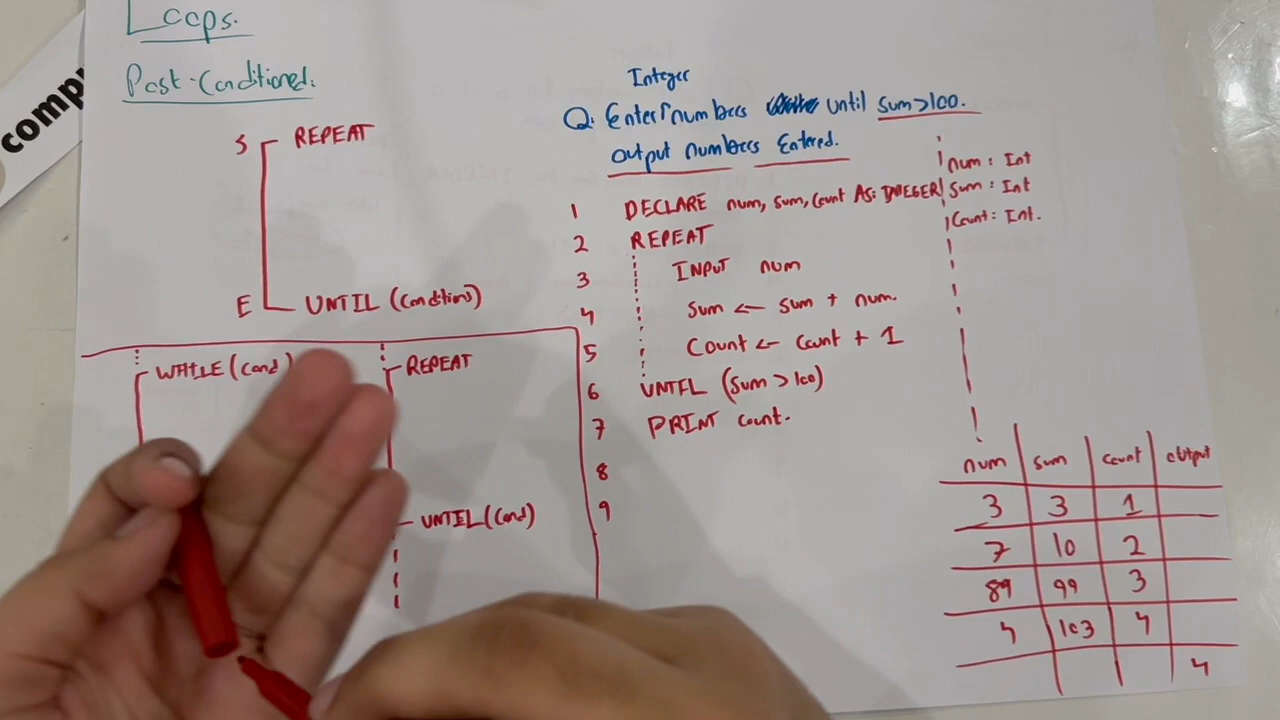 Loops.
Post-Conditioned.
comp
S REPEAT
E UNTIL (Conditions)
WHILE (Cond)
REPEAT
UNTIL (Cond)
Integer
Q: Enter numbers until sum>100.
output numbers Entered.
1 DECLARE num, sum, Count AS: INTEGER
2 REPEAT
3 INPUT num
4 Sum ← sum + num.
5 Count ← Count + 1
6 UNTIL (Sum > 100)
7 PRINT Count.
8
9
num : Int
Sum : Int
Count : Int.
num sum count output
3 3 1
7 10 2
89 99 3
4 103 4
4